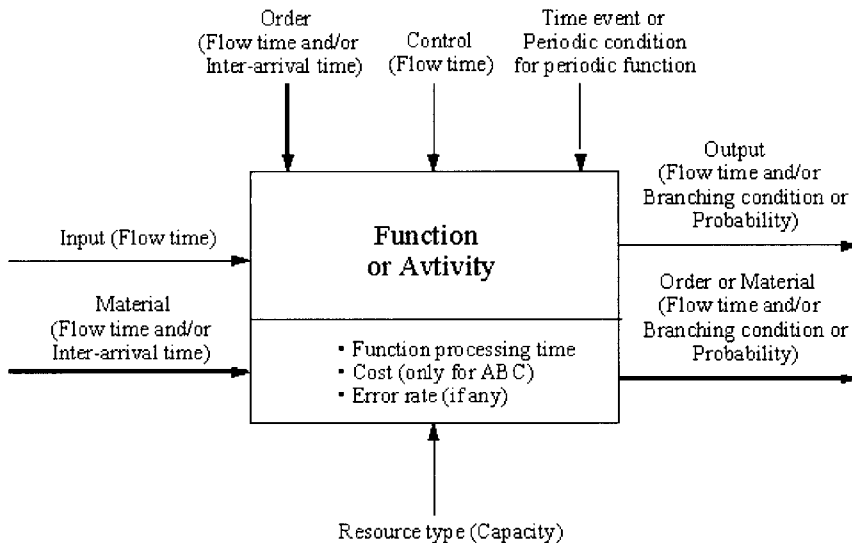 Order
(Flow time and/or
Inter-arrival time)
Control
(Flow time)
Time event or
Periodic condition
for periodic function
Output
(Flow time and/or
Branching condition or
Probability)
Input (Flow time)
Function
or Avtivity
Material
(Flow time and/or
Inter-arrival time)
Order or Material
(Flow time and/or
Branching condition or
Probability)
▪ Function processing time
▪ Cost (only for ABC)
▪ Error rate (if any)
Resource type (Capacity)